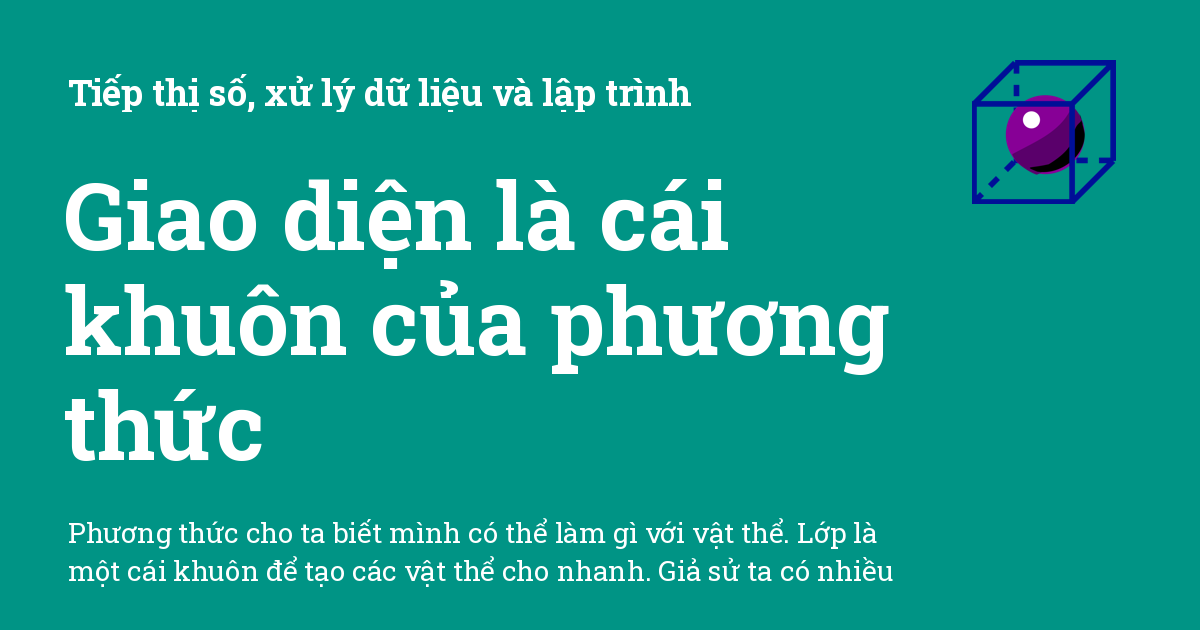 Tiếp thị số, xử lý dữ liệu và lập trình
Giao diện là cái
khuôn của phương
thức
Phương thức cho ta biết mình có thể làm gì với vật thể. Lớp là
một cái khuôn để tạo các vật thể cho nhanh. Giả sử ta có nhiều